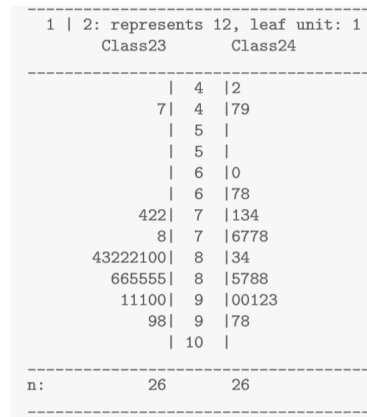 1 | 2: represents 12, leaf unit: 1
Class23 Class24
| 4 |2
7| 4 |79
| 5 |
| 5 |
| 6 |0
| 6 |78
422| 7 |134
8| 7 |6778
43222100| 8 |34
665555| 8 |5788
11100| 9 |00123
98| 9 |78
| 10 |
n: 26 26